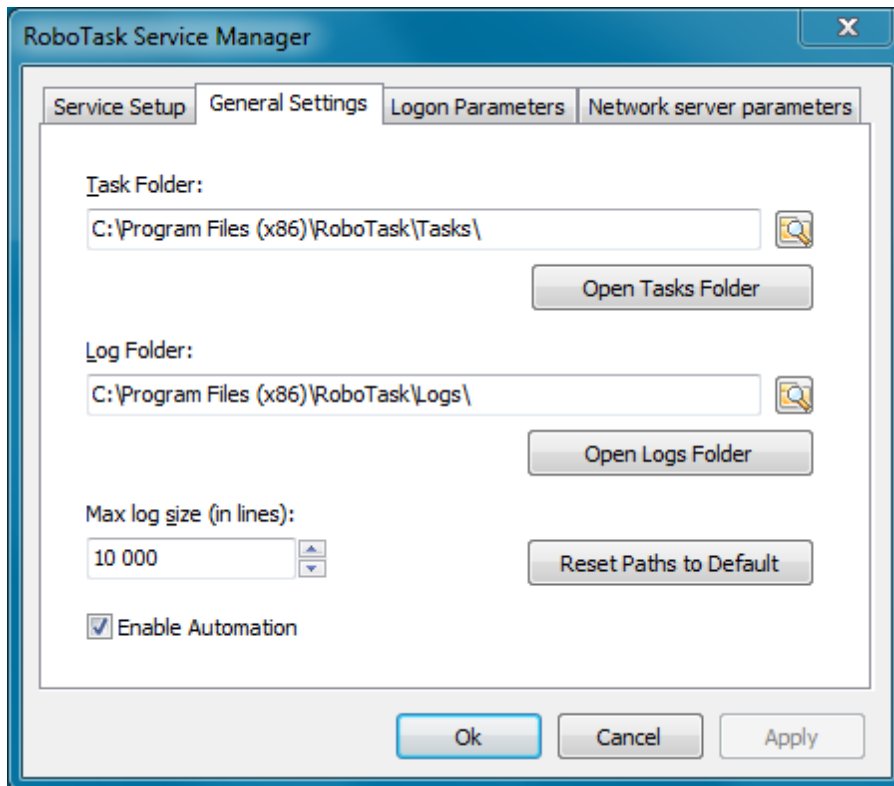 RoboTask Service Manager
Service Setup General Settings Logon Parameters Network server parameters
Task Folder:
C:\Program Files (x86)\RoboTask\Tasks\
Open Tasks Folder
Log Folder:
C:\Program Files (x86)\RoboTask\Logs\
Open Logs Folder
Max log size (in lines):
10 000
Reset Paths to Default
Enable Automation
Ok Cancel Apply